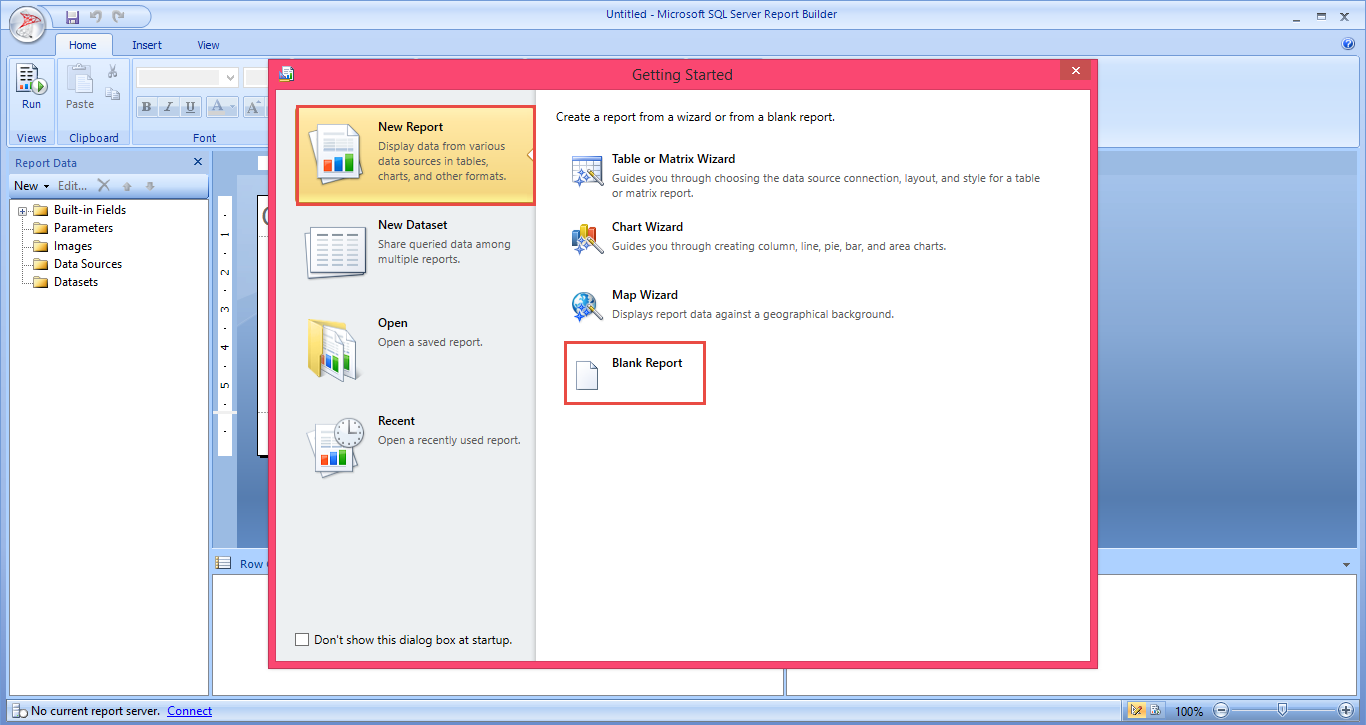 Untitled - Microsoft SQL Server Report Builder
Home Insert View
Run
Paste
B I U A A
Views Clipboard Font
Report Data
New Edit...
Built-in Fields
Parameters
Images
Data Sources
Datasets
1
2
3
4
5
Row
Getting Started
New Report
Display data from various
data sources in tables,
charts, and other formats.
New Dataset
Share queried data among
multiple reports.
Open
Open a saved report.
Recent
Open a recently used report.
Don't show this dialog box at startup.
Create a report from a wizard or from a blank report.
Table or Matrix Wizard
Guides you through choosing the data source connection, layout, and style for a table
or matrix report.
Chart Wizard
Guides you through creating column, line, pie, bar, and area charts.
Map Wizard
Displays report data against a geographical background.
Blank Report
No current report server. Connect
100%